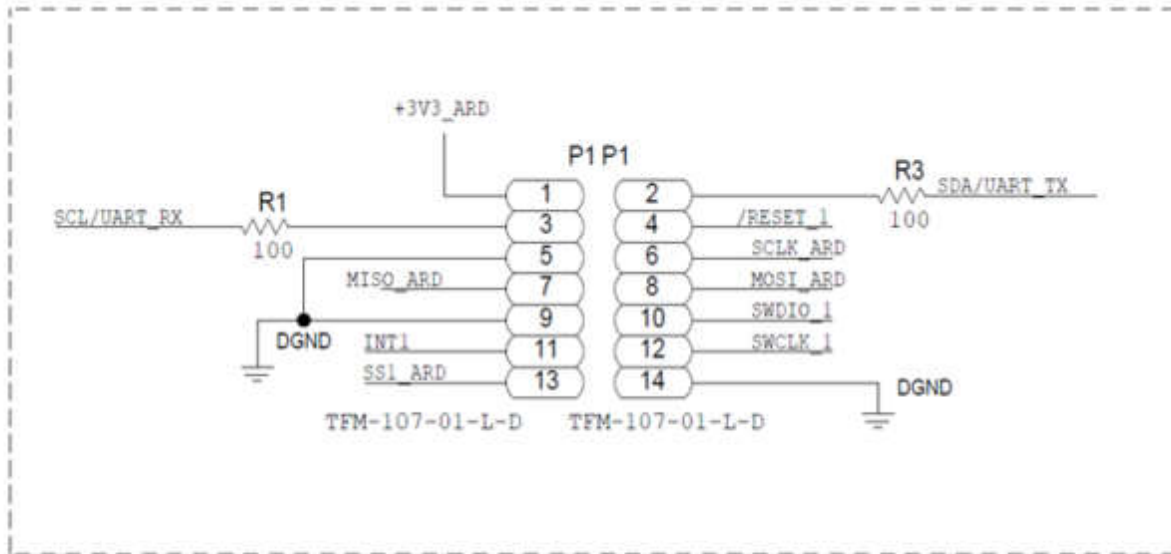 +3V3_ARD
P1 P1
R3
1 2 SDA/UART_TX
R1
SCL/UART_RX 3 4 /RESET_1 100
100 5 6 SCLK_ARD
MISO_ARD 7 8 MOSI_ARD
9 10 SWDIO_1
DGND
INT1 11 12 SWCLK_1
SS1_ARD 13 14 DGND
TFM-107-01-L-D TFM-107-01-L-D